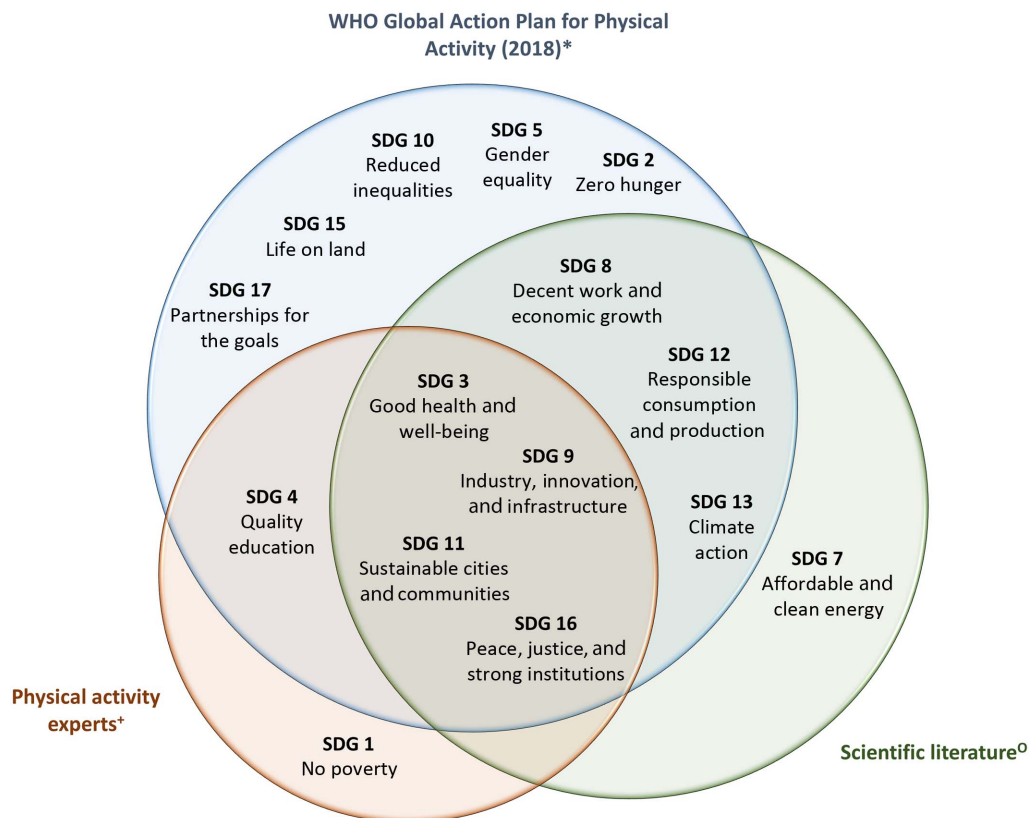 WHO Global Action Plan for Physical
Activity (2018)*
SDG 10
Reduced
inequalities
SDG 5
Gender
equality
SDG 2
Zero hunger
SDG 15
Life on land
SDG 17
Partnerships for
the goals
SDG 8
Decent work and
economic growth
SDG 12
Responsible
consumption
and production
SDG 3
Good health and
well-being
SDG 9
Industry, innovation,
and infrastructure
SDG 4
Quality
education
SDG 13
Climate
action
SDG 11
Sustainable cities
and communities
SDG 7
Affordable and
clean energy
SDG 16
Peace, justice, and
strong institutions
Physical activity
experts⁺
SDG 1
No poverty
Scientific literatureᴼ